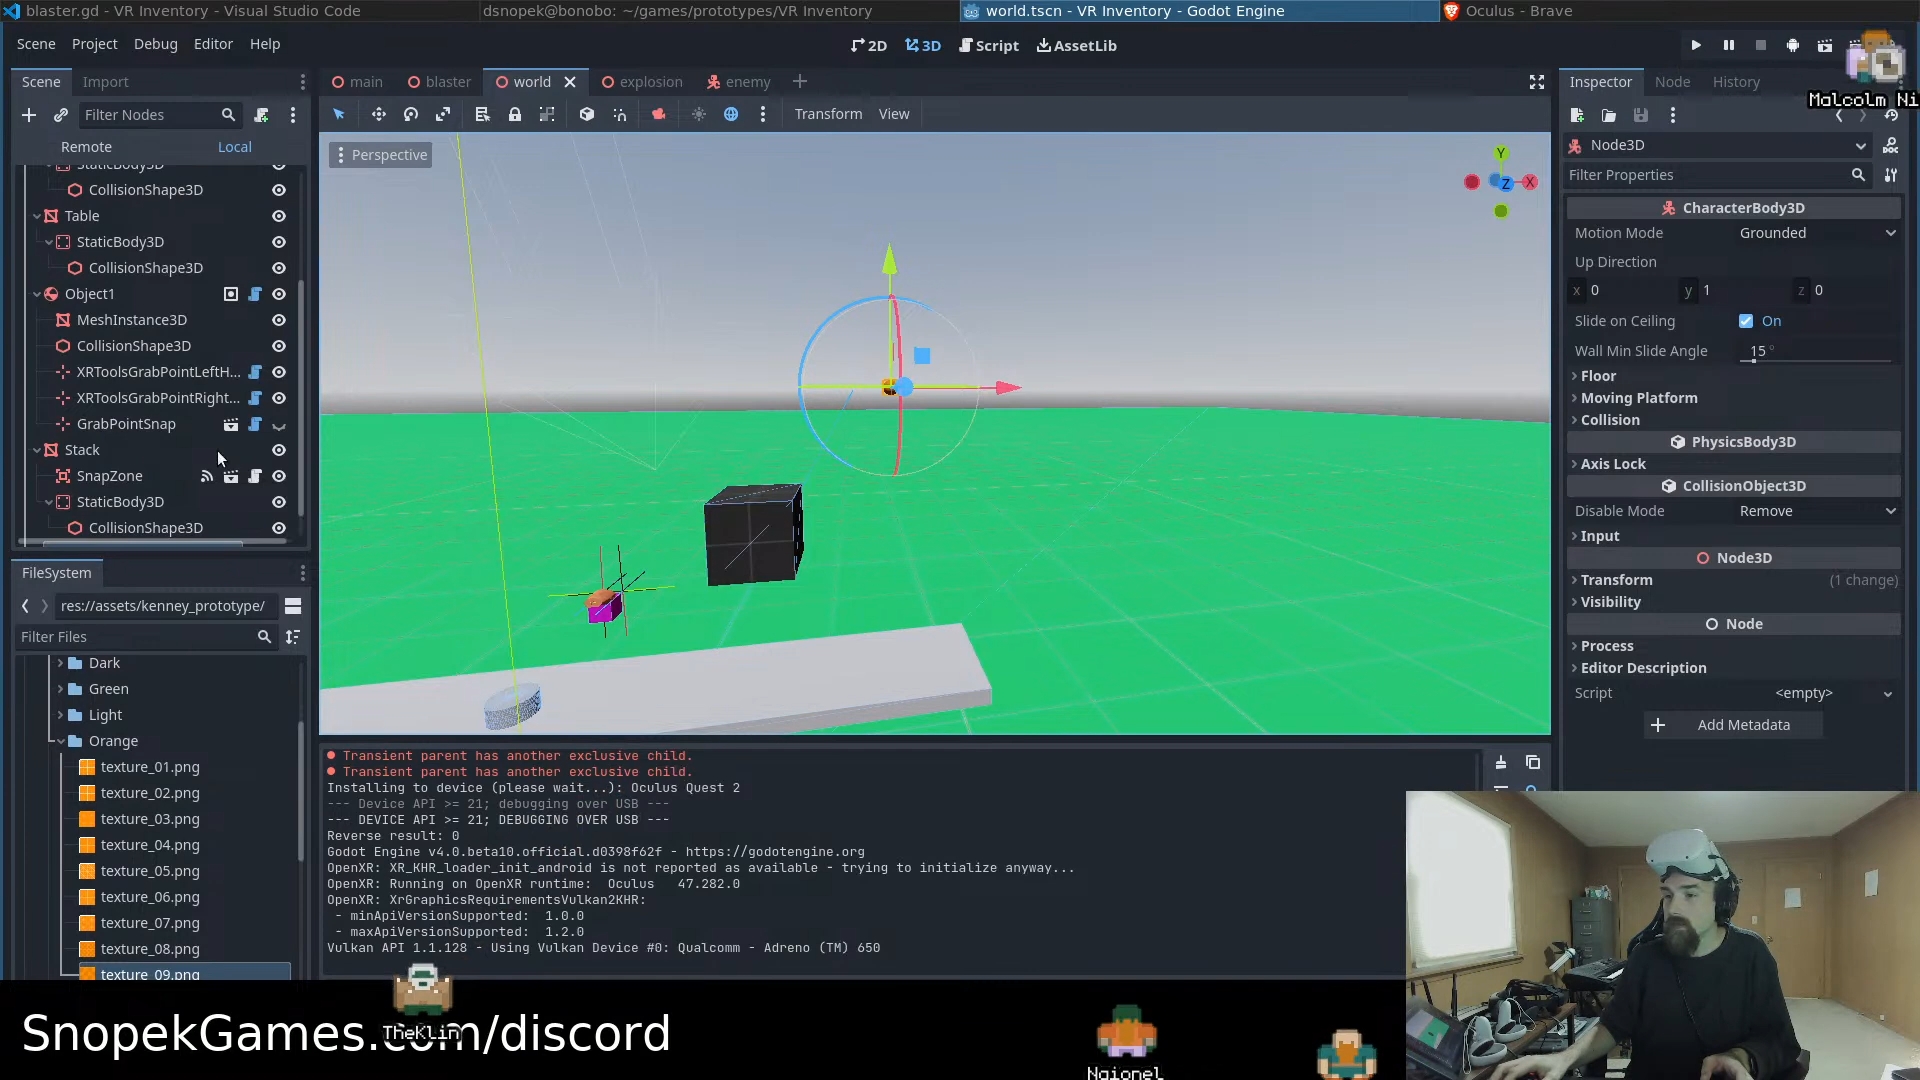 blaster.gd - VR Inventory - Visual Studio Code
dsnopek@bonobo: ~/games/prototypes/VR Inventory
world.tscn - VR Inventory - Godot Engine
Oculus - Brave
Scene Project Debug Editor Help
2D 3D Script AssetLib
Scene Import
main blaster world explosion enemy
Inspector Node History
Malcolm Ni
Filter Nodes
Transform View
Remote Local
Perspective
Y
Z
X
Node3D
Filter Properties
StaticBody3D
CollisionShape3D
Table
StaticBody3D
CollisionShape3D
Object1
MeshInstance3D
CollisionShape3D
XRToolsGrabPointLeftH...
XRToolsGrabPointRight...
GrabPointSnap
Stack
SnapZone
StaticBody3D
CollisionShape3D
CharacterBody3D
Motion Mode Grounded
Up Direction
x 0 y 1 z 0
Slide on Ceiling On
Wall Min Slide Angle 15 °
Floor
Moving Platform
Collision
PhysicsBody3D
Axis Lock
CollisionObject3D
Disable Mode Remove
Input
Node3D
Transform (1 change)
Visibility
Node
Process
Editor Description
Script <empty>
Add Metadata
FileSystem
res://assets/kenney_prototype/
Filter Files
Dark
Green
Light
Orange
texture_01.png
texture_02.png
texture_03.png
texture_04.png
texture_05.png
texture_06.png
texture_07.png
texture_08.png
texture_09.png
Transient parent has another exclusive child.
Transient parent has another exclusive child.
Installing to device (please wait...): Oculus Quest 2
--- Device API >= 21; debugging over USB ---
--- DEVICE API >= 21; DEBUGGING OVER USB ---
Reverse result: 0
Godot Engine v4.0.beta10.official.d0398f62f - https://godotengine.org
OpenXR: XR_KHR_loader_init_android is not reported as available - trying to initialize anyway...
OpenXR: Running on OpenXR runtime:  Oculus   47.282.0
OpenXR: XrGraphicsRequirementsVulkan2KHR:
- minApiVersionSupported:  1.0.0
- maxApiVersionSupported:  1.2.0
Vulkan API 1.1.128 - Using Vulkan Device #0: Qualcomm - Adreno (TM) 650
SnopekGames.com/discord
TheKlin
Ngionel